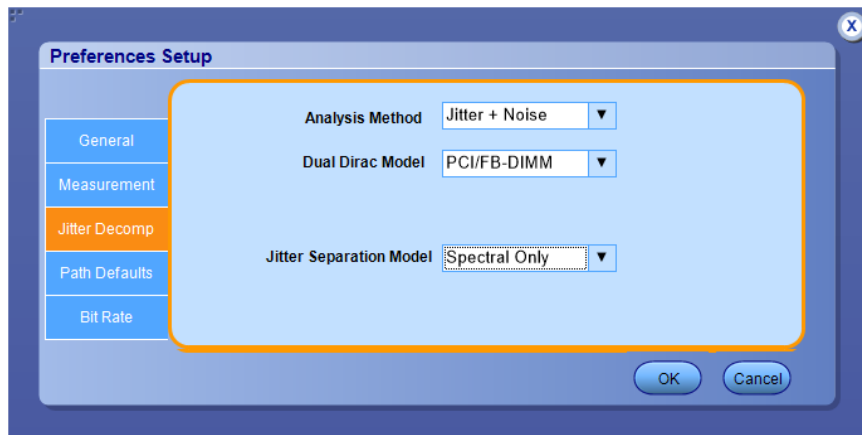 X
Preferences Setup
General
Measurement
Jitter Decomp
Path Defaults
Bit Rate
Analysis Method Jitter + Noise ▼
Dual Dirac Model PCI/FB-DIMM ▼
Jitter Separation Model Spectral Only ▼
OK Cancel